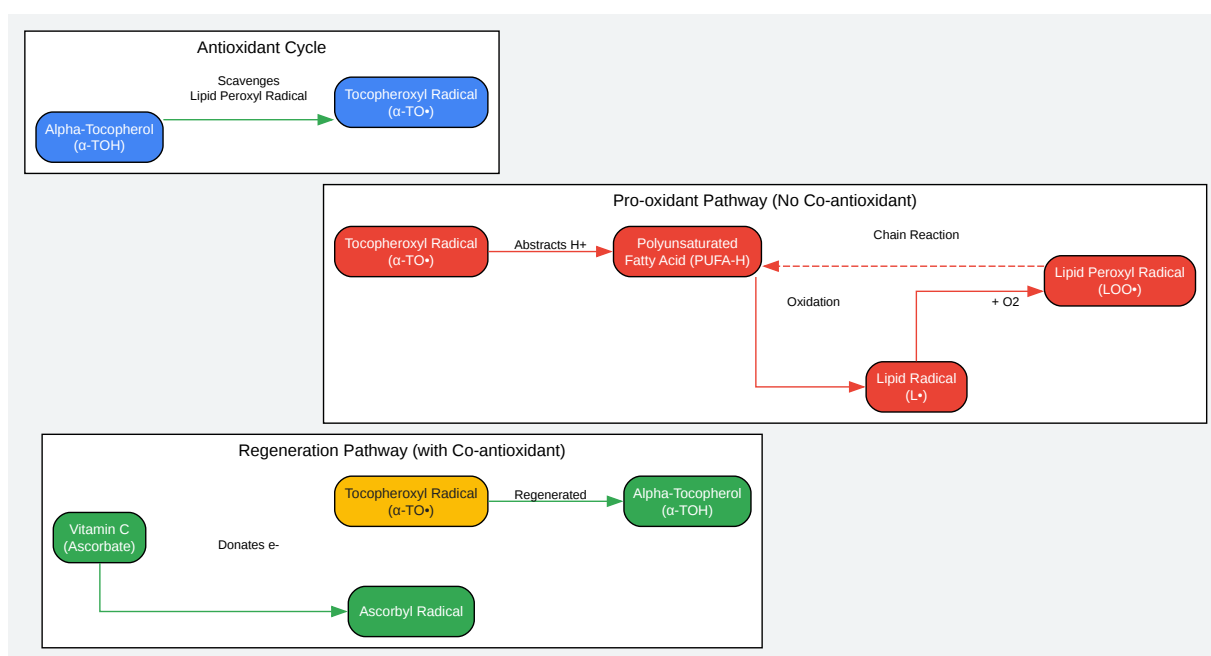 Antioxidant Cycle
Scavenges
Lipid Peroxyl Radical
Alpha-Tocopherol
(α-TOH)
Tocopheroxyl Radical
(α-TO•)
Pro-oxidant Pathway (No Co-antioxidant)
Tocopheroxyl Radical
(α-TO•)
Abstracts H+
Polyunsaturated
Fatty Acid (PUFA-H)
Chain Reaction
Oxidation
Lipid Peroxyl Radical
(LOO•)
+ O2
Lipid Radical
(L•)
Regeneration Pathway (with Co-antioxidant)
Tocopheroxyl Radical
(α-TO•)
Regenerated
Alpha-Tocopherol
(α-TOH)
Vitamin C
(Ascorbate)
Donates e-
Ascorbyl Radical